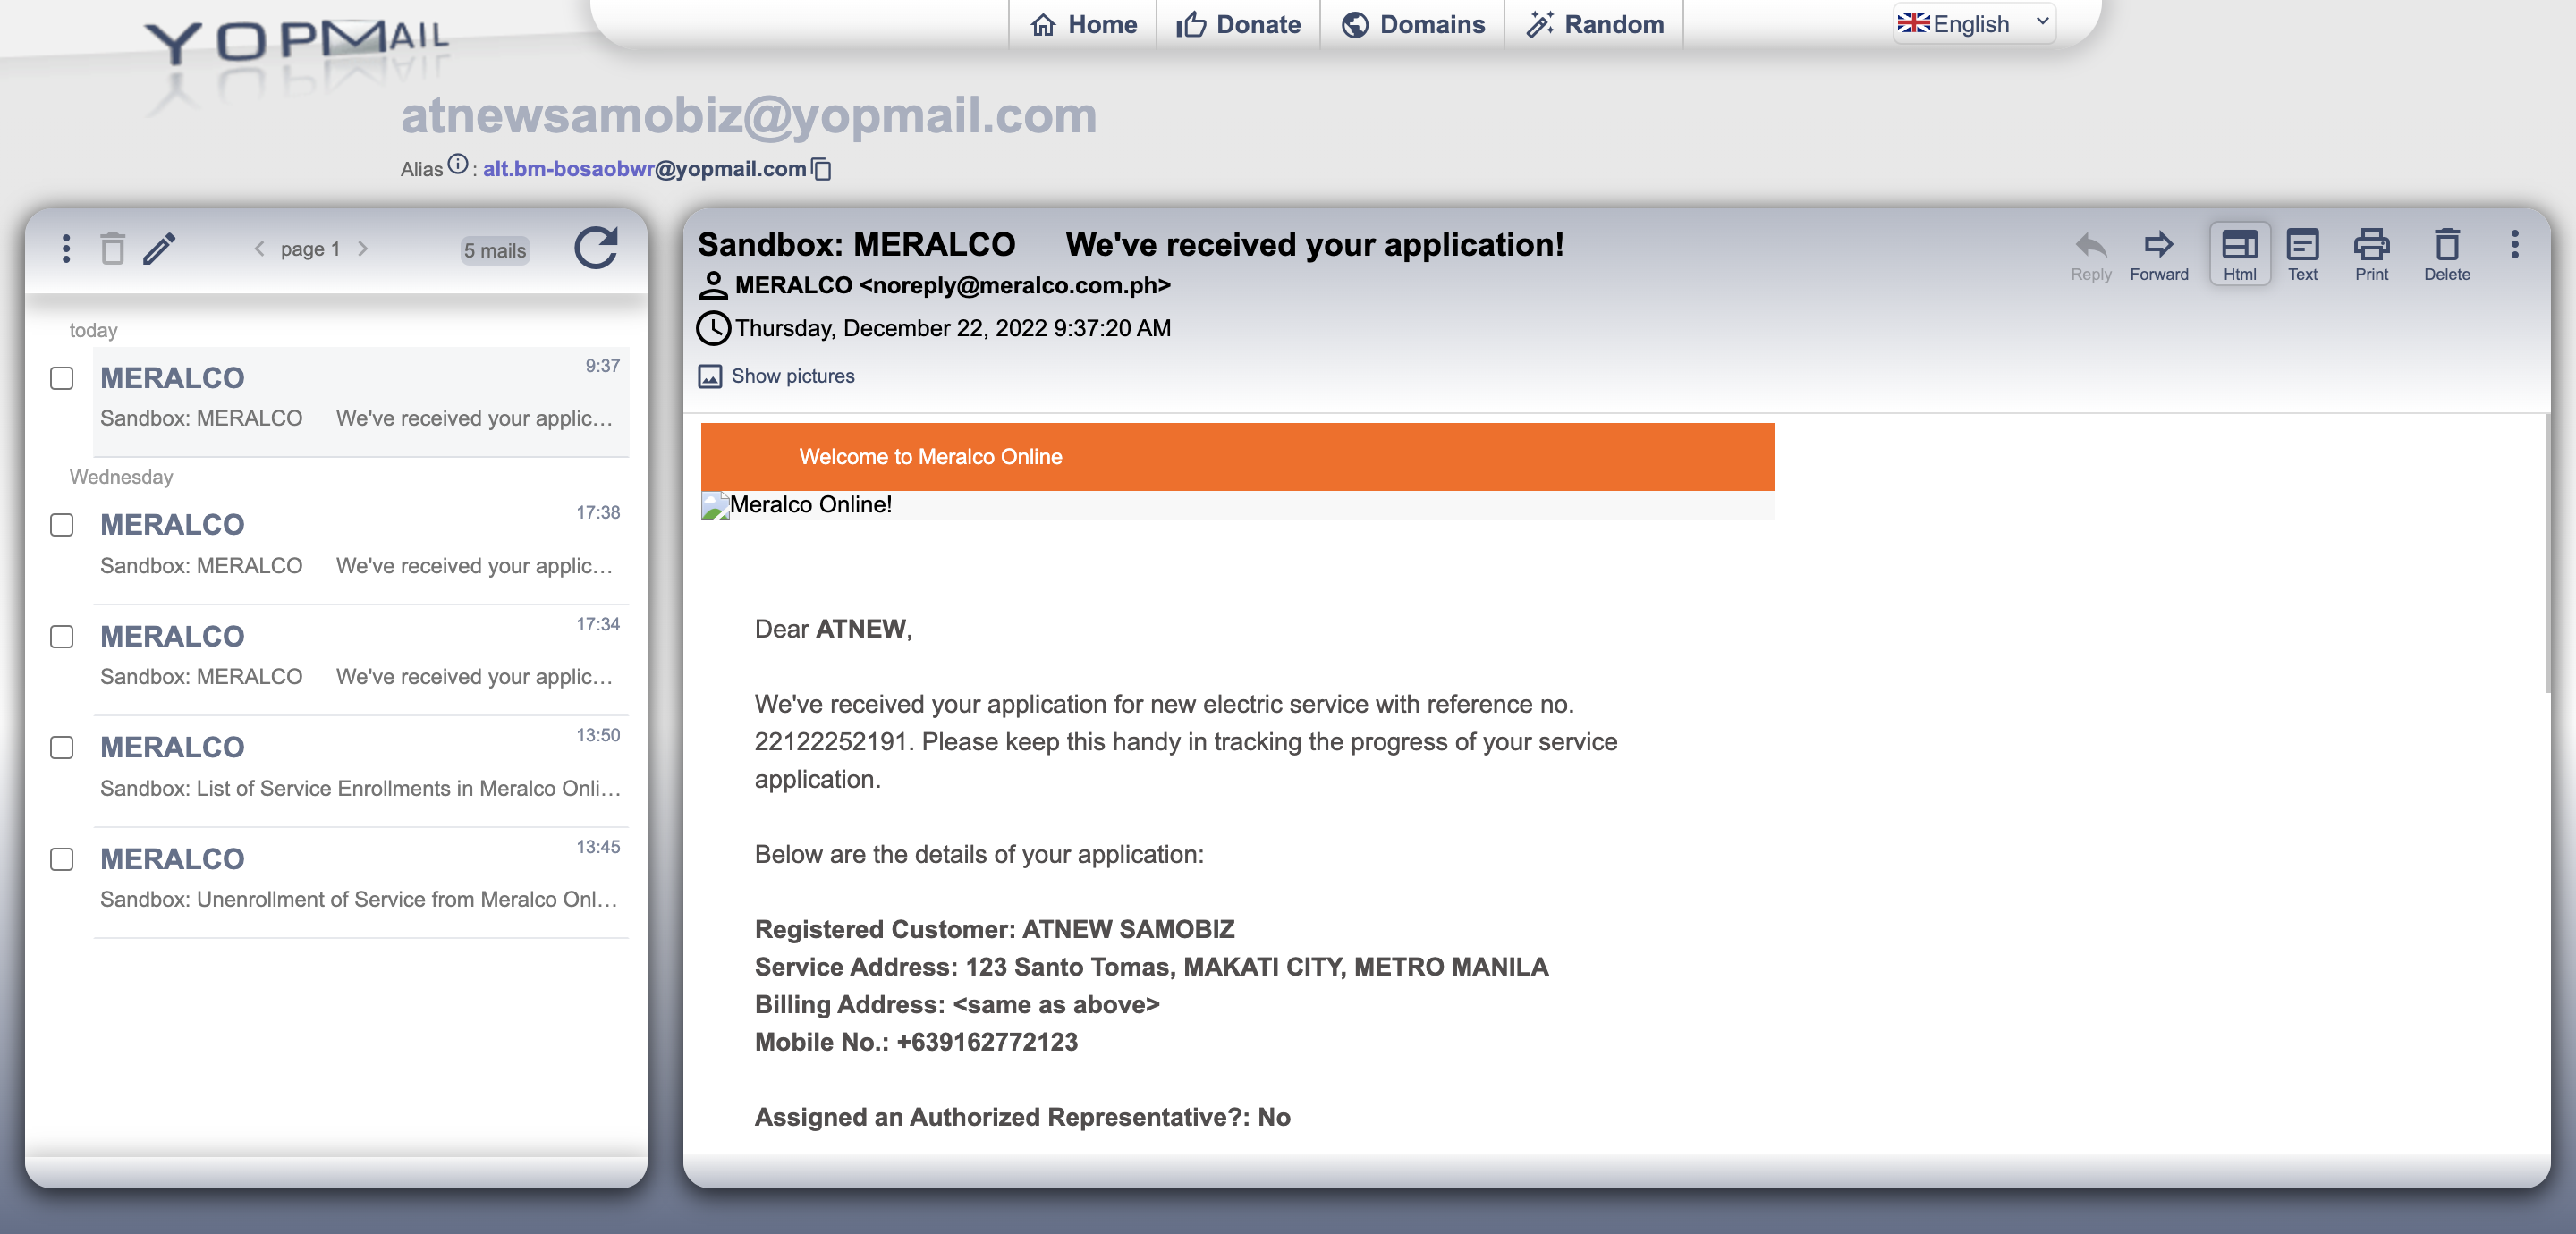 YOPMAIL
Home
Donate
Domains
Random
English
atnewsamobiz@yopmail.com
Alias : alt.bm-bosaobwr@yopmail.com
page 1
5 mails
today
MERALCO 9:37
Sandbox: MERALCO We've received your applic…
Wednesday
MERALCO 17:38
Sandbox: MERALCO We've received your applic…
MERALCO 17:34
Sandbox: MERALCO We've received your applic…
MERALCO 13:50
Sandbox: List of Service Enrollments in Meralco Onli…
MERALCO 13:45
Sandbox: Unenrollment of Service from Meralco Onl…
Sandbox: MERALCO We've received your application!
MERALCO <noreply@meralco.com.ph>
Thursday, December 22, 2022 9:37:20 AM
Show pictures
Reply
Forward
Html
Text
Print
Delete
Welcome to Meralco Online
Meralco Online!
Dear ATNEW,
We've received your application for new electric service with reference no.
22122252191. Please keep this handy in tracking the progress of your service
application.
Below are the details of your application:
Registered Customer: ATNEW SAMOBIZ
Service Address: 123 Santo Tomas, MAKATI CITY, METRO MANILA
Billing Address: <same as above>
Mobile No.: +639162772123
Assigned an Authorized Representative?: No